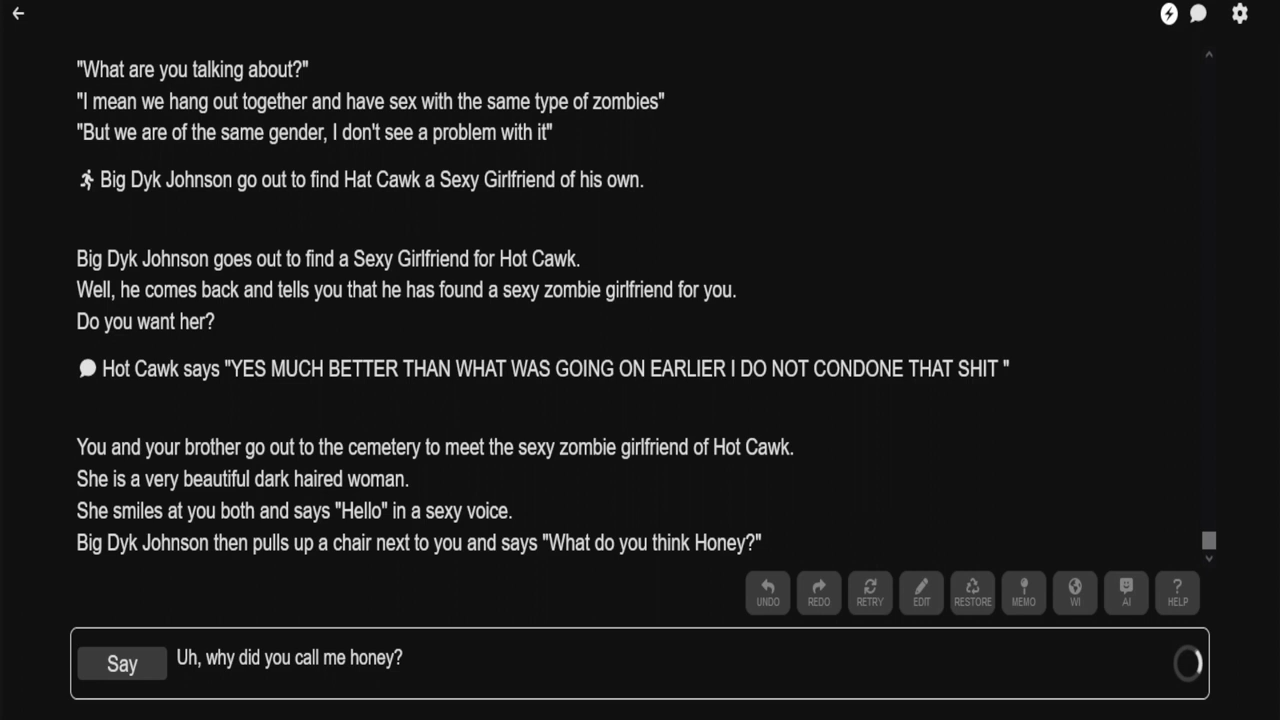 "What are you talking about?"
"I mean we hang out together and have sex with the same type of zombies"
"But we are of the same gender, I don't see a problem with it"
Big Dyk Johnson go out to find Hat Cawk a Sexy Girlfriend of his own.
Big Dyk Johnson goes out to find a Sexy Girlfriend for Hot Cawk.
Well, he comes back and tells you that he has found a sexy zombie girlfriend for you.
Do you want her?
Hot Cawk says "YES MUCH BETTER THAN WHAT WAS GOING ON EARLIER I DO NOT CONDONE THAT SHIT "
You and your brother go out to the cemetery to meet the sexy zombie girlfriend of Hot Cawk.
She is a very beautiful dark haired woman.
She smiles at you both and says "Hello" in a sexy voice.
Big Dyk Johnson then pulls up a chair next to you and says "What do you think Honey?"
UNDO REDO RETRY EDIT RESTORE MEMO WI AI HELP
Say Uh, why did you call me honey?